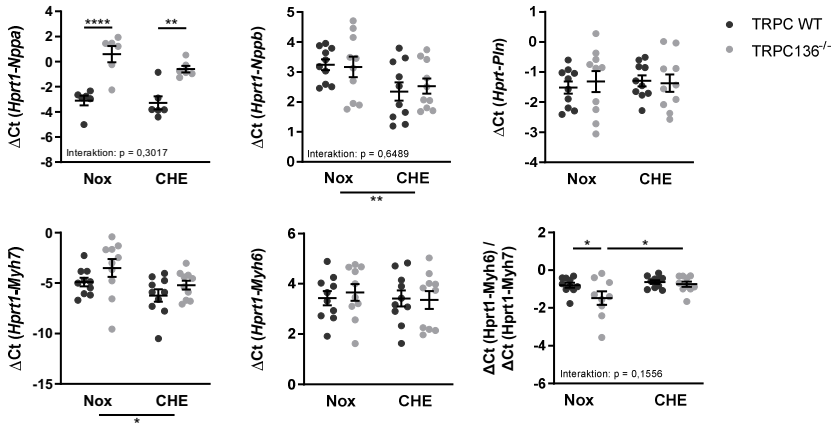 4
2
0
-2
-4
-6
-8
ΔCt (Hprt1-Nppa)
****
**
Interaktion: p = 0,3017
Nox
CHE
5
4
3
2
1
0
ΔCt (Hprt1-Nppb)
Interaktion: p = 0,6489
Nox
CHE
**
1
0
-1
-2
-3
-4
ΔCt (Hprt-Pln)
Nox
CHE
TRPC WT
TRPC136-/-
0
-5
-10
-15
ΔCt (Hprt1-Myh7)
Nox
CHE
*
6
4
2
0
ΔCt (Hprt1-Myh6)
Nox
CHE
2
0
-2
-4
-6
ΔCt (Hprt1-Myh6) /
ΔCt (Hprt1-Myh7)
*
*
Interaktion: p = 0,1556
Nox
CHE